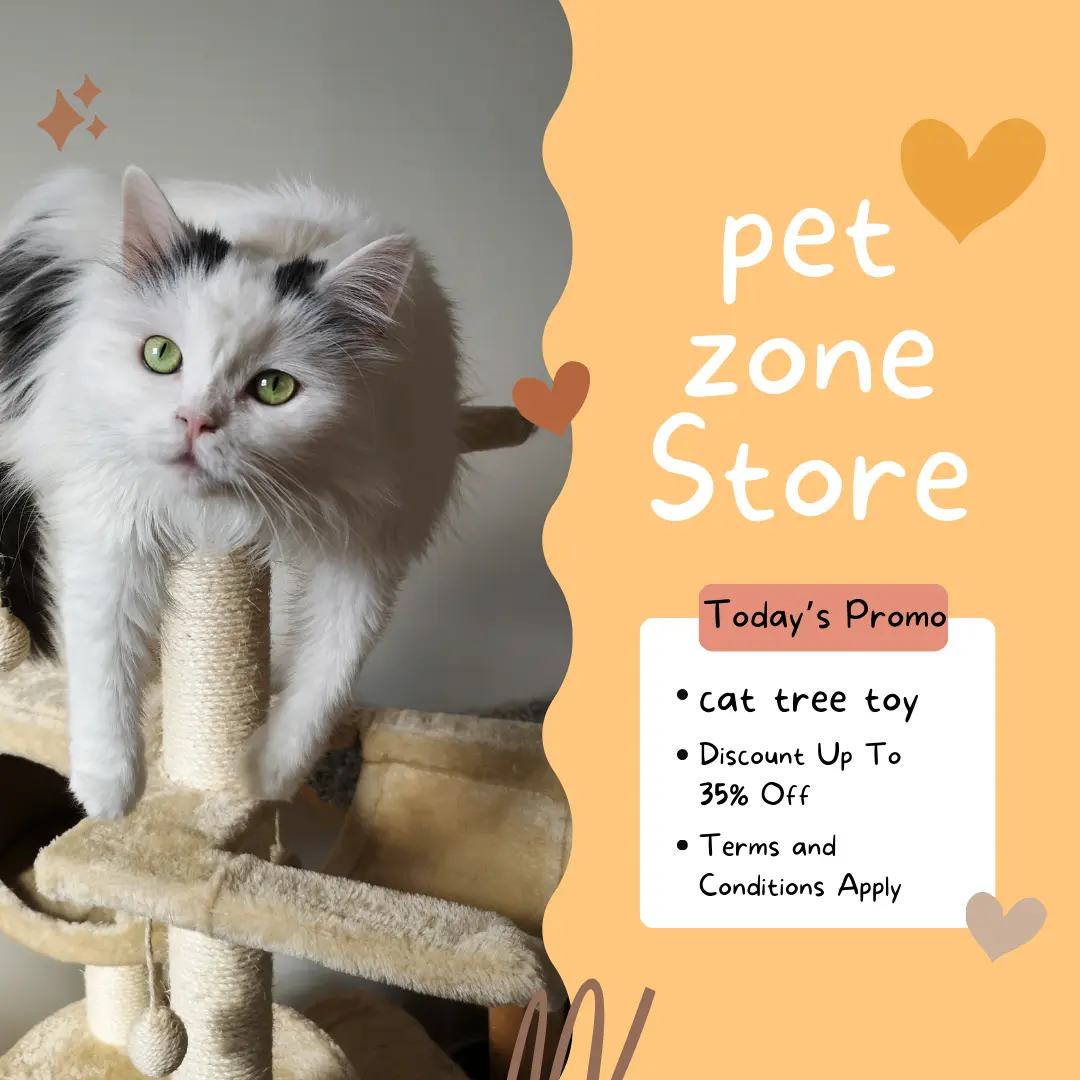 pet
zone
Store
Today's Promo
• cat tree toy
• Discount Up To
35% Off
• Terms and
Conditions Apply